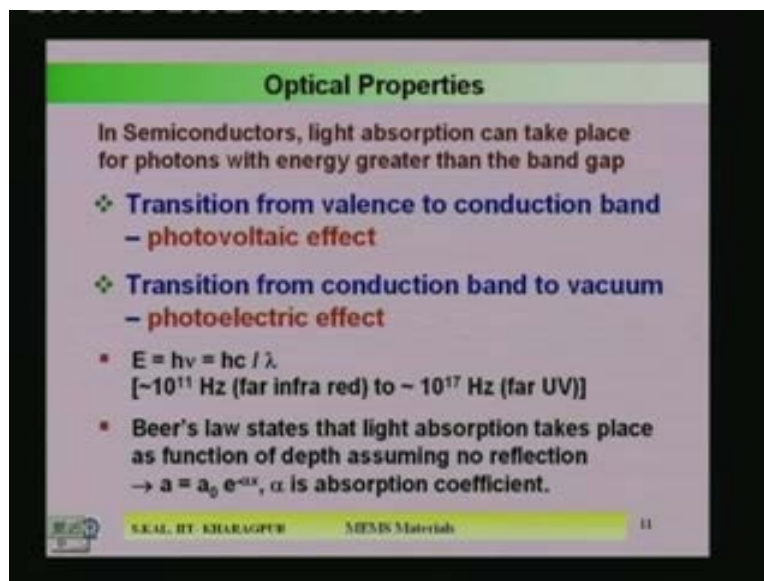 Optical Properties
In Semiconductors, light absorption can take place
for photons with energy greater than the band gap
❖ Transition from valence to conduction band
– photovoltaic effect
❖ Transition from conduction band to vacuum
– photoelectric effect
▪ E = hν = hc / λ
[~10¹¹ Hz (far infra red) to ~ 10¹⁷ Hz (far UV)]
▪ Beer's law states that light absorption takes place
as function of depth assuming no reflection
→ a = a₀ e⁻ᵅˣ, α is absorption coefficient.
S.KAL, IIT- KHARAGPUR MEMS Materials 11